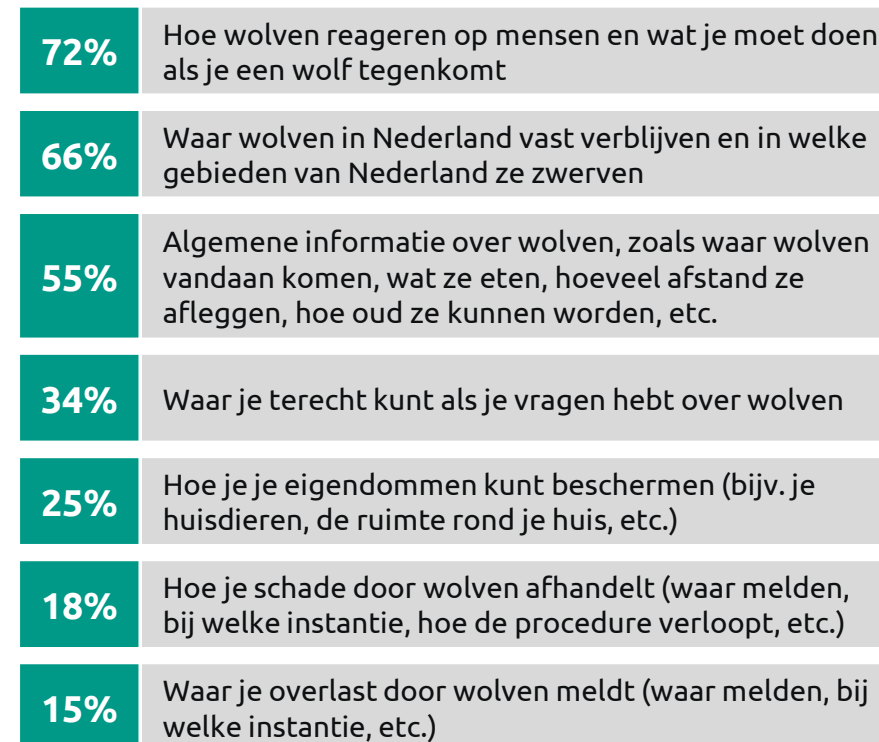 72%
Hoe wolven reageren op mensen en wat je moet doen
als je een wolf tegenkomt
66%
Waar wolven in Nederland vast verblijven en in welke
gebieden van Nederland ze zwerven
55%
Algemene informatie over wolven, zoals waar wolven
vandaan komen, wat ze eten, hoeveel afstand ze
afleggen, hoe oud ze kunnen worden, etc.
34%
Waar je terecht kunt als je vragen hebt over wolven
25%
Hoe je je eigendommen kunt beschermen (bijv. je
huisdieren, de ruimte rond je huis, etc.)
18%
Hoe je schade door wolven afhandelt (waar melden,
bij welke instantie, hoe de procedure verloopt, etc.)
15%
Waar je overlast door wolven meldt (waar melden, bij
welke instantie, etc.)